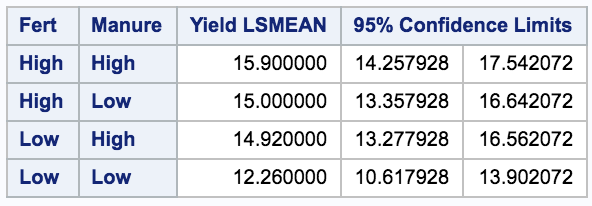 Fert Manure Yield LSMEAN 95% Confidence Limits
High High 15.900000 14.257928 17.542072
High Low 15.000000 13.357928 16.642072
Low High 14.920000 13.277928 16.562072
Low Low 12.260000 10.617928 13.902072